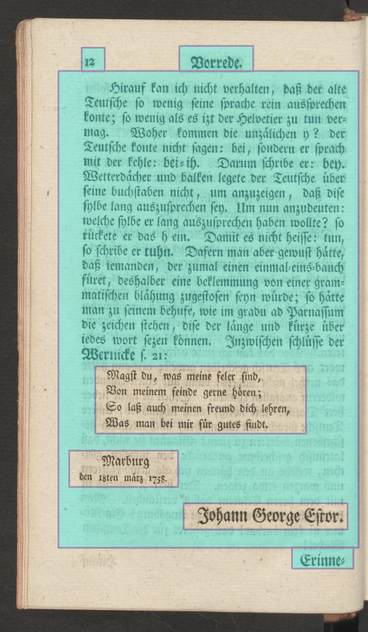 12 Vorrede.
Hirauf kan ich nicht verhalten, daß der alte
Teutsche so wenig seine sprache rein aussprechen
konte; so wenig als es izt der Helvetier zu tun ver-
mag. Woher kommen die unzälichen y? der
Teutsche konte nicht sagen: bei, sondern er sprach
mit der kehle: bei-ih. Darum schribe er: bey.
Wetterdächer und balken legete der Teutsche über
seine buchstaben nicht, um anzuzeigen, daß dise
sylbe lang auszusprechen sey. Um nun anzudeuten:
welche sylbe er lang auszusprechen haben wollte? so
rückete er das h ein. Damit es nicht heisse: tun,
so schribe er tuhn. Dafern man aber gewust hätte,
daß iemanden, der zumal einen einmal-eins-bauch
füret, deshalber eine beklemmung von einer gram-
matischen blähung zugestosen seyn würde; so hätte
man zu seinem behufe, wie im gradu ad Parnassum
die zeichen stehen, dise der länge und kürze über
iedes wort sezen können. Inzwischen schlüse der
Wernicke s. 21:
Magst du, was meine feler sind,
Von meinem feinde gerne hören;
So laß auch meinen freund dich lehren,
Was man bei mir für gutes findt.
Marburg
den 18ten märz 1738.
Johann George Estor.
Erinne-